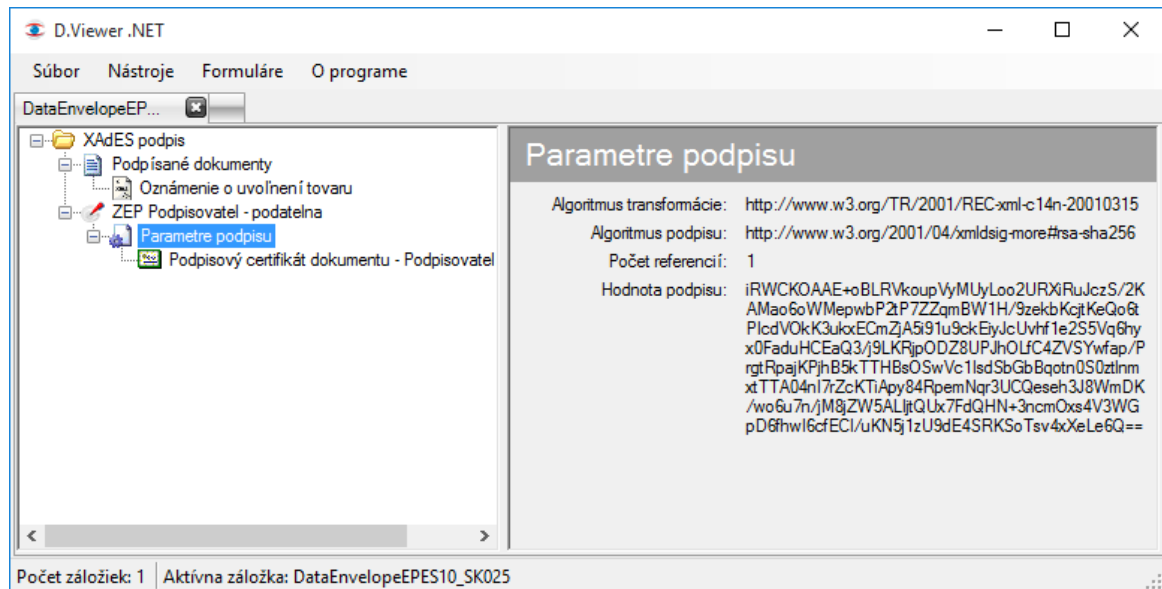 D.Viewer .NET
Súbor Nástroje Formuláre O programe
DataEnvelopeEP...
XAdES podpis
Podpísané dokumenty
Oznámenie o uvoľnení tovaru
ZEP Podpisovatel - podatelna
Parametre podpisu
Podpisový certifikát dokumentu - Podpisovatel
Parametre podpisu
Algoritmus transformácie: http://www.w3.org/TR/2001/REC-xml-c14n-20010315
Algoritmus podpisu: http://www.w3.org/2001/04/xmldsig-more#rsa-sha256
Počet referencií: 1
Hodnota podpisu: iRWCKOAAE+oBLRVkoupVyMUyLoo2URXiRuJczS/2K
AMao6oWMepwbP2tP7ZZqmBW1H/9zekbKcjtKeQo6t
PlcdVOkK3ukxECmZjA5i91u9ckEiyJcUvhf1e2S5Vq6hy
x0FaduHCEaQ3/j9LKRjpODZ8UPJhOLfC4ZVSYwfap/P
rgtRpajKPjhB5kTTHBsOSwVc1lsdSbGbBqotn0S0ztlnm
xtTTA04nI7rZcKTiApy84RpemNqr3UCQeseh3J8WmDK
/wo6u7n/jM8jZW5ALljtQUx7FdQHN+3ncmOxs4V3WG
pD6fhwI6cfECI/uKN5j1zU9dE4SRKSoTsv4xXeLe6Q==
Počet záložiek: 1 Aktívna záložka: DataEnvelopeEPES10_SK025